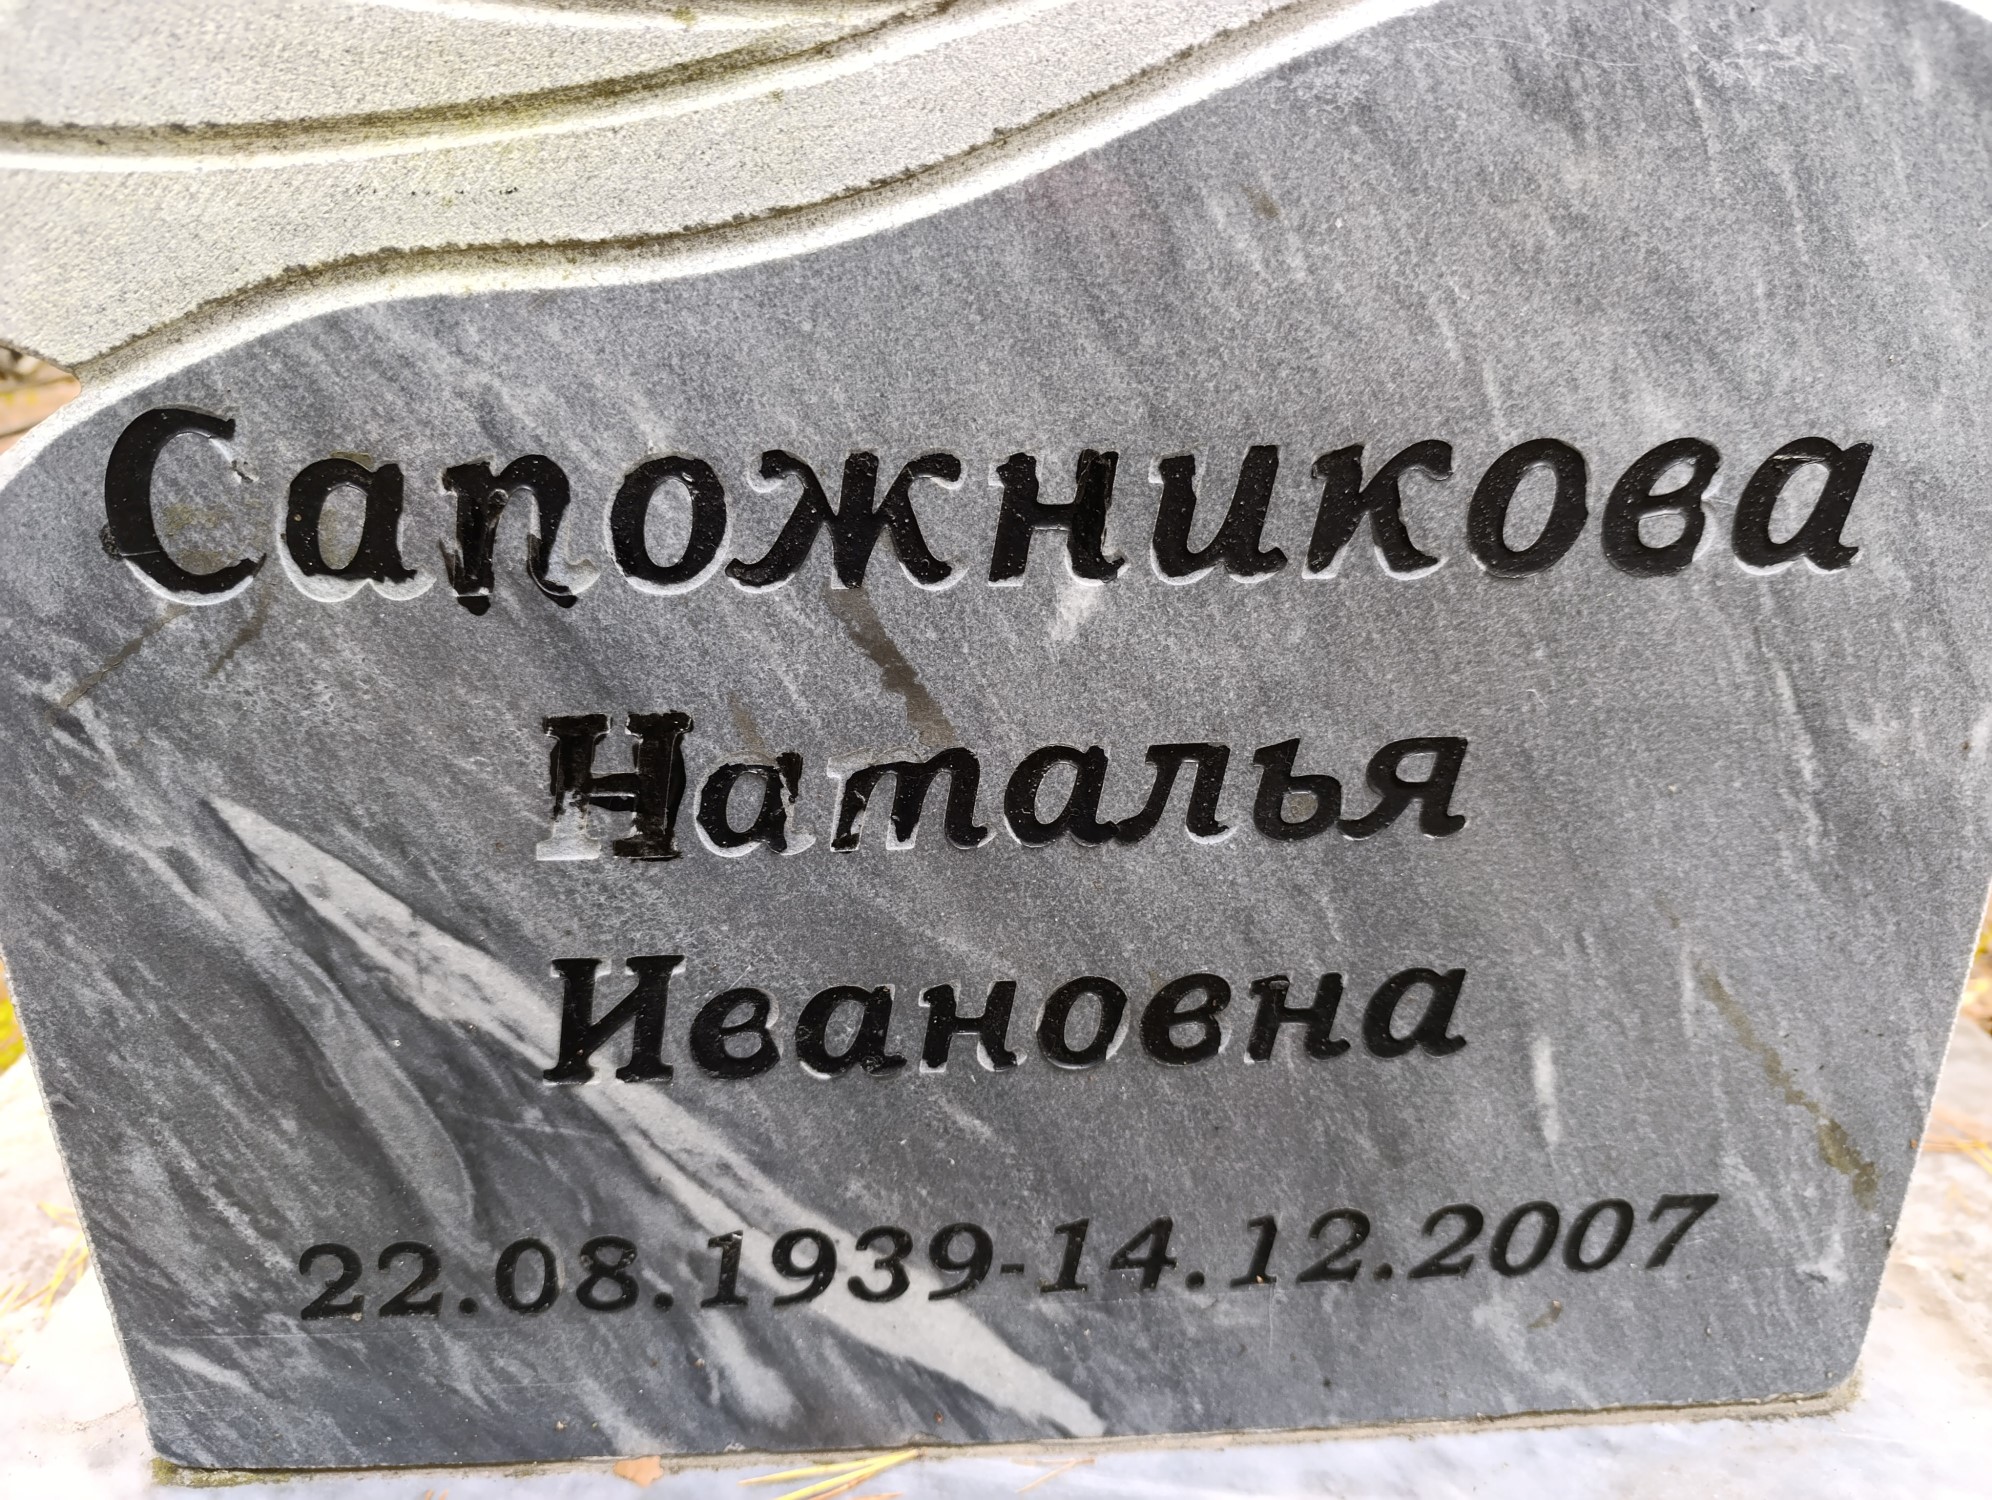 Сапожникова
Наталья
Ивановна
22.08.1939-14.12.2007